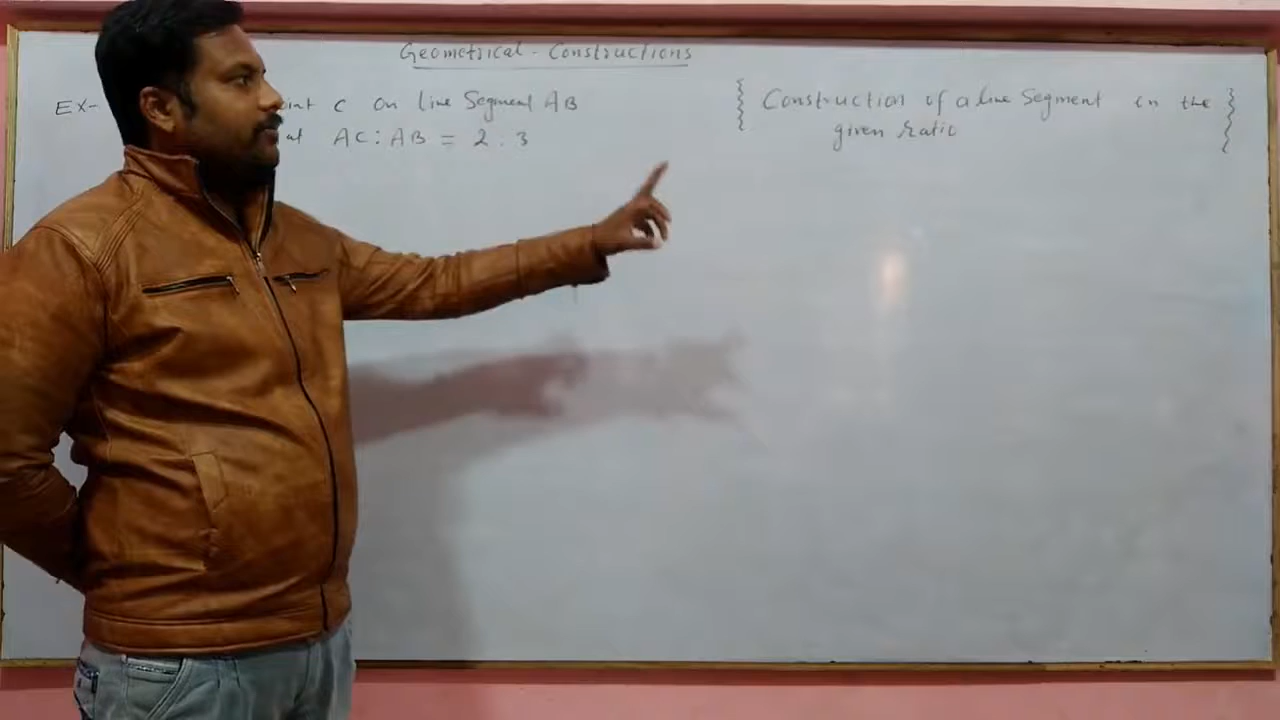 Geometrical - Constructions
Ex- int C on line Segment AB
at AC : AB = 2 : 3
Construction of a line Segment in the
given ratio